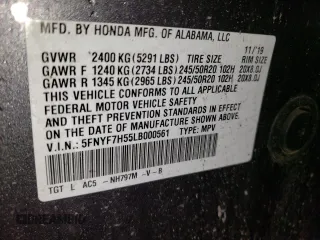 MFD. BY HONDA MFG. OF ALABAMA, LLC
11/19
GVWR 2400 KG(5291 LBS) TIRE SIZE RIM SIZE
GAWR F 1240 KG(2734 LBS)245/50R20 102H 20X8.0J
GAWR R 1345 KG(2965 LBS)245/50R20 102H 20X8.0J
THIS VEHICLE CONFORMS TO ALL APPLICABLE
FEDERAL MOTOR VEHICLE SAFETY AND
THEFT PREVENTION STANDARDS IN EFFECT ON
THE DATE OF MANUFACTURE SHOWN ABOVE.
V.I.N.: 5FNYF7H55LB000561 TYPE: MPV
TGT L AC5 -NH797M -V-B